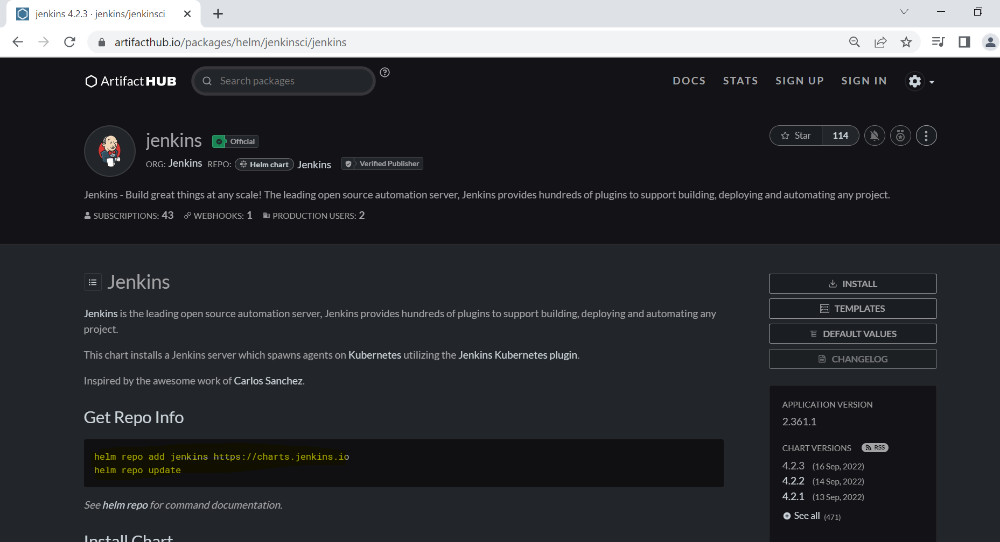 jenkins 4.2.3 · jenkins/jenkinsci
artifacthub.io/packages/helm/jenkinsci/jenkins
Artifact HUB
Search packages
DOCS STATS SIGN UP SIGN IN
jenkins Official
Star 114
ORG: Jenkins REPO: Helm chart Jenkins Verified Publisher
Jenkins - Build great things at any scale! The leading open source automation server, Jenkins provides hundreds of plugins to support building, deploying and automating any project.
SUBSCRIPTIONS: 43 WEBHOOKS: 1 PRODUCTION USERS: 2
Jenkins
Jenkins is the leading open source automation server, Jenkins provides hundreds of plugins to support building, deploying and automating any
project.
This chart installs a Jenkins server which spawns agents on Kubernetes utilizing the Jenkins Kubernetes plugin.
Inspired by the awesome work of Carlos Sanchez.
Get Repo Info
helm repo add jenkins https://charts.jenkins.io
helm repo update
See helm repo for command documentation.
Install Chart
INSTALL
TEMPLATES
DEFAULT VALUES
CHANGELOG
APPLICATION VERSION
2.361.1
CHART VERSIONS RSS
4.2.3 (16 Sep, 2022)
4.2.2 (14 Sep, 2022)
4.2.1 (13 Sep, 2022)
See all (471)